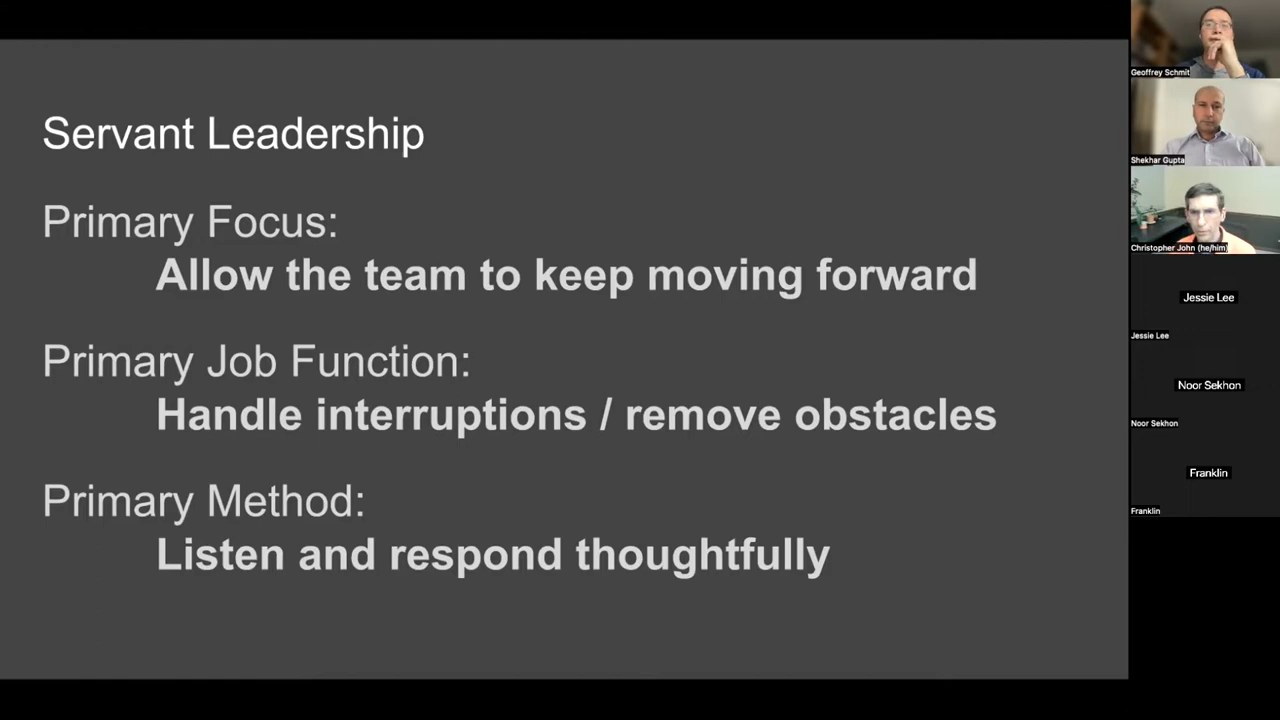 Servant Leadership
Primary Focus:
Allow the team to keep moving forward
Primary Job Function:
Handle interruptions / remove obstacles
Primary Method:
Listen and respond thoughtfully
Geoffrey Schmit
Shekhar Gupta
Christopher John (he/him)
Jessie Lee
Jessie Lee
Noor Sekhon
Noor Sekhon
Franklin
Franklin